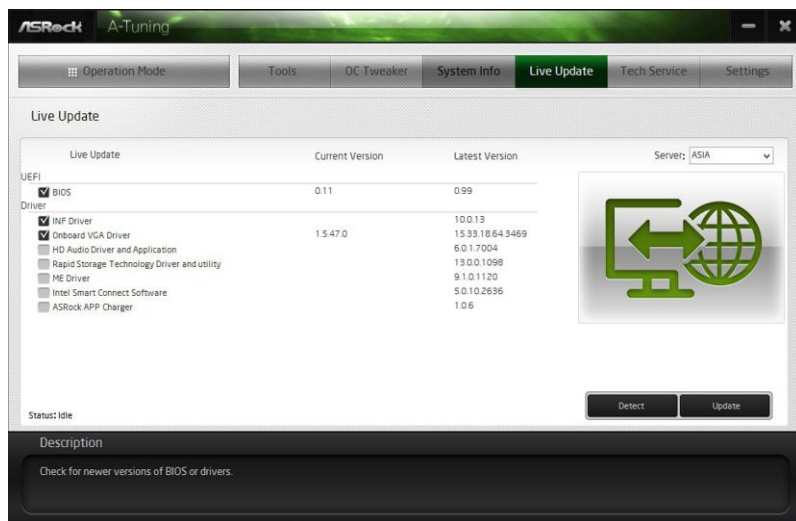 ASRock A-Tuning
Operation Mode Tools OC Tweaker System Info Live Update Tech Service Settings
Live Update
Live Update Current Version Latest Version Server: ASIA
UEFI
BIOS 0.11 0.99
Driver
INF Driver 10.0.13
Onboard VGA Driver 1.5.47.0 15.33.18.64.3469
HD Audio Driver and Application 6.0.1.7004
Rapid Storage Technology Driver and utility 13.0.0.1098
ME Driver 9.1.0.1120
Intel Smart Connect Software 5.0.10.2636
ASRock APP Charger 1.0.6
Detect Update
Status: Idle
Description
Check for newer versions of BIOS or drivers.